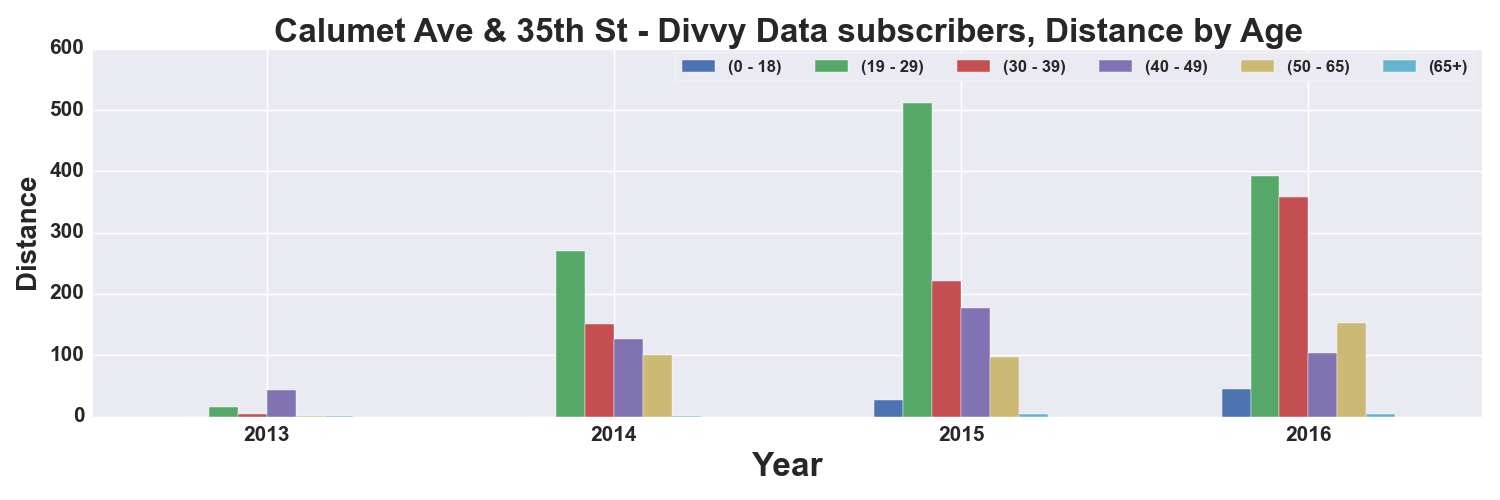 Calumet Ave & 35th St - Divvy Data subscribers, Distance by Age
600
(0 - 18) (19 - 29) (30 - 39) (40 - 49) (50 - 65) (65+)
500
400
300
200
100
0
Distance
2013 2014 2015 2016
Year